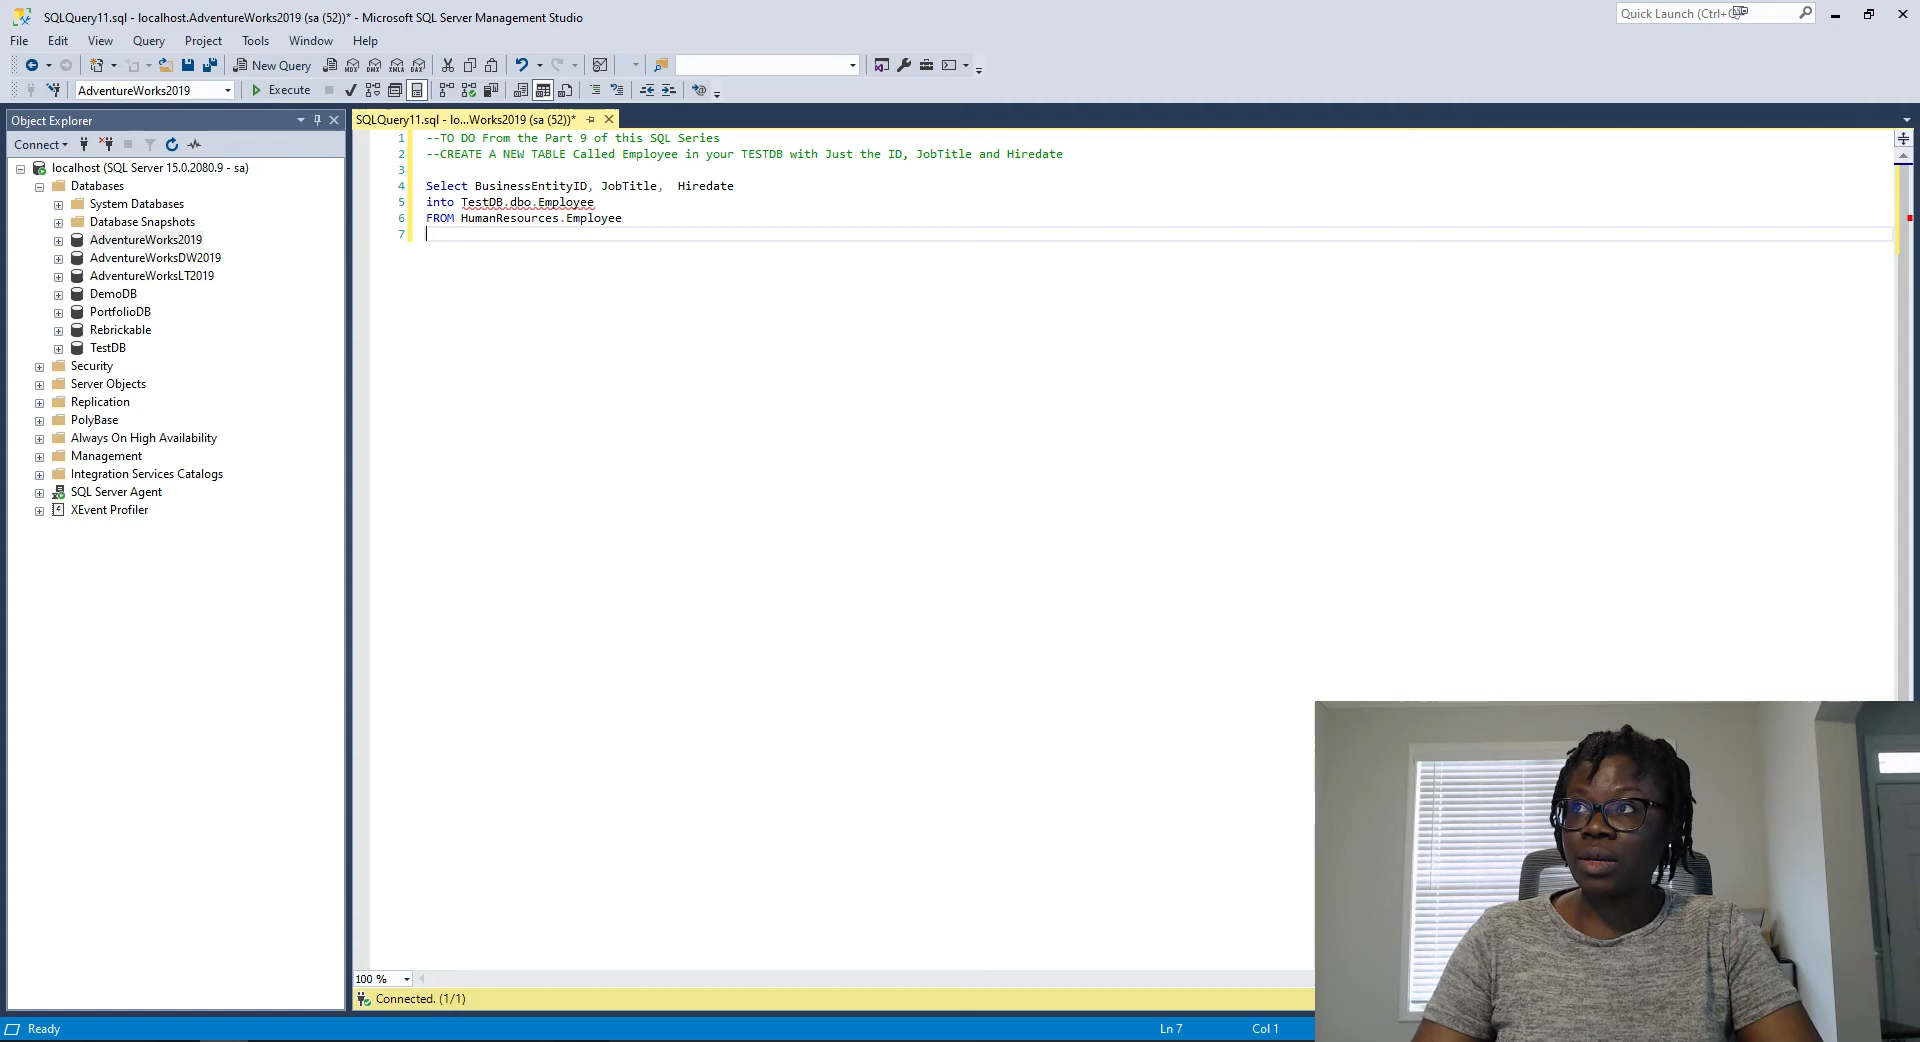 SQLQuery11.sql - localhost.AdventureWorks2019 (sa (52))* - Microsoft SQL Server Management Studio
Quick Launch (Ctrl+Q)
File Edit View Query Project Tools Window Help
New Query MDX DMX XMLA DAX
AdventureWorks2019 Execute
Object Explorer
SQLQuery11.sql - lo...Works2019 (sa (52))*
Connect
localhost (SQL Server 15.0.2080.9 - sa)
Databases
System Databases
Database Snapshots
AdventureWorks2019
AdventureWorksDW2019
AdventureWorksLT2019
DemoDB
PortfolioDB
Rebrickable
TestDB
Security
Server Objects
Replication
PolyBase
Always On High Availability
Management
Integration Services Catalogs
SQL Server Agent
XEvent Profiler
1 --TO DO From the Part 9 of this SQL Series
2 --CREATE A NEW TABLE Called Employee in your TESTDB with Just the ID, JobTitle and Hiredate
3
4 Select BusinessEntityID, JobTitle, Hiredate
5 into TestDB.dbo.Employee
6 FROM HumanResources.Employee
7
100 %
Connected. (1/1)
Ready Ln 7 Col 1